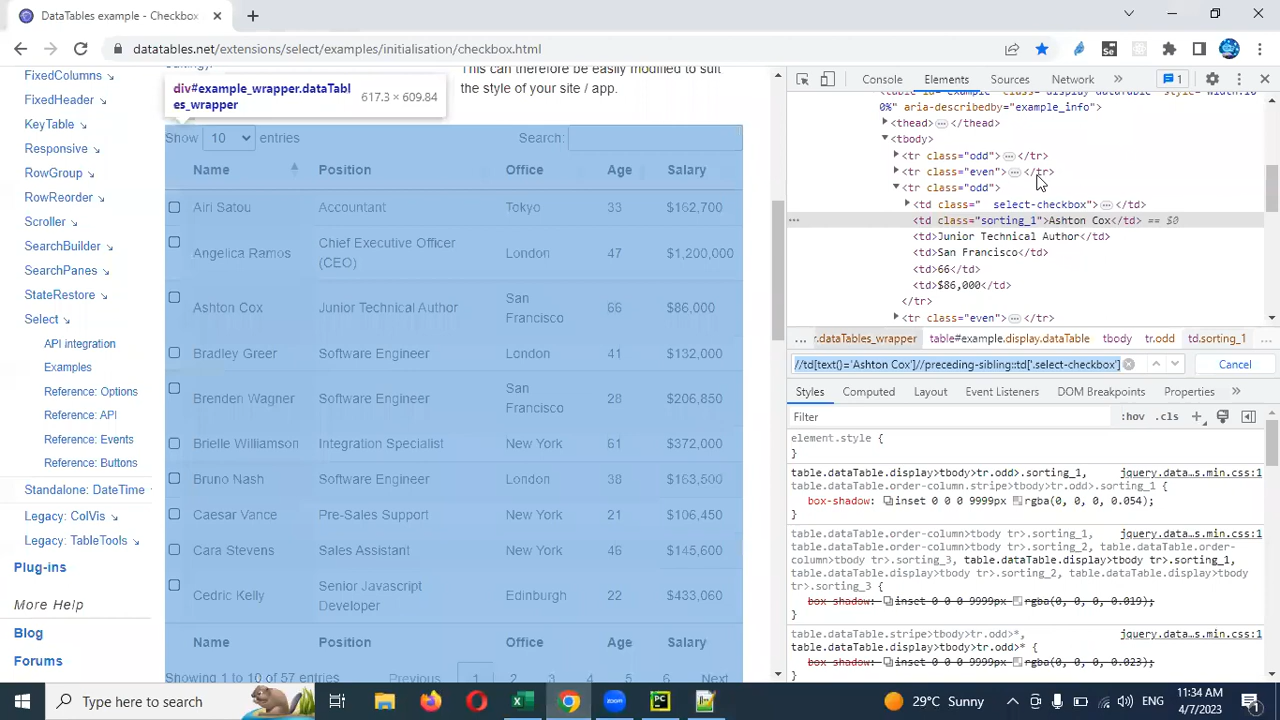 DataTables example - Checkbox
datatables.net/extensions/select/examples/initialisation/checkbox.html
FixedColumns
FixedHeader
KeyTable
Responsive
RowGroup
RowReorder
Scroller
SearchBuilder
SearchPanes
StateRestore
Select
API integration
Examples
Reference: Options
Reference: API
Reference: Events
Reference: Buttons
Standalone: DateTime
Legacy: ColVis
Legacy: TableTools
Plug-ins
More Help
Blog
Forums
This can therefore be easily modified to suit
the style of your site / app.
div#example_wrapper.dataTabl
es_wrapper
617.3 × 609.84
Show 10 entries Search:
Name Position Office Age Salary
Airi Satou Accountant Tokyo 33 $162,700
Angelica Ramos Chief Executive Officer (CEO) London 47 $1,200,000
Ashton Cox Junior Technical Author San Francisco 66 $86,000
Bradley Greer Software Engineer London 41 $132,000
Brenden Wagner Software Engineer San Francisco 28 $206,850
Brielle Williamson Integration Specialist New York 61 $372,000
Bruno Nash Software Engineer London 38 $163,500
Caesar Vance Pre-Sales Support New York 21 $106,450
Cara Stevens Sales Assistant New York 46 $145,600
Cedric Kelly Senior Javascript Developer Edinburgh 22 $433,060
Name Position Office Age Salary
Showing 1 to 10 of 57 entries Previous 1 2 3 4 5 6 Next
Console Elements Sources Network » 1
0%" aria-describedby="example_info">
<thead> … </thead>
<tbody>
<tr class="odd"> … </tr>
<tr class="even"> … </tr>
<tr class="odd">
<td class="  select-checkbox"> … </td>
<td class="sorting_1">Ashton Cox</td> == $0
<td>Junior Technical Author</td>
<td>San Francisco</td>
<td>66</td>
<td>$86,000</td>
</tr>
<tr class="even"> … </tr>
... r.dataTables_wrapper table#example.display.dataTable tbody tr.odd td.sorting_1 ...
//td[text()='Ashton Cox']//preceding-sibling::td['.select-checkbox'] Cancel
Styles Computed Layout Event Listeners DOM Breakpoints Properties »
Filter :hov .cls
element.style {
}
table.dataTable.display>tbody>tr.odd>.sorting_1, jquery.data…s.min.css:1
table.dataTable.order-column.stripe>tbody>tr.odd>.sorting_1 {
box-shadow: inset 0 0 0 9999px rgba(0, 0, 0, 0.054);
}
table.dataTable.order-column>tbody tr>.sorting_1, jquery.data…s.min.css:1
table.dataTable.order-column>tbody tr>.sorting_2, table.dataTable.order-
column>tbody tr>.sorting_3, table.dataTable.display>tbody tr>.sorting_1,
table.dataTable.display>tbody tr>.sorting_2, table.dataTable.display>tbody
tr>.sorting_3 {
box-shadow: inset 0 0 0 9999px rgba(0, 0, 0, 0.019);
}
table.dataTable.stripe>tbody>tr.odd>*, jquery.data…s.min.css:1
table.dataTable.display>tbody>tr.odd>* {
box-shadow: inset 0 0 0 9999px rgba(0, 0, 0, 0.023);
}
Type here to search
29°C Sunny ENG 11:34 AM
4/7/2023